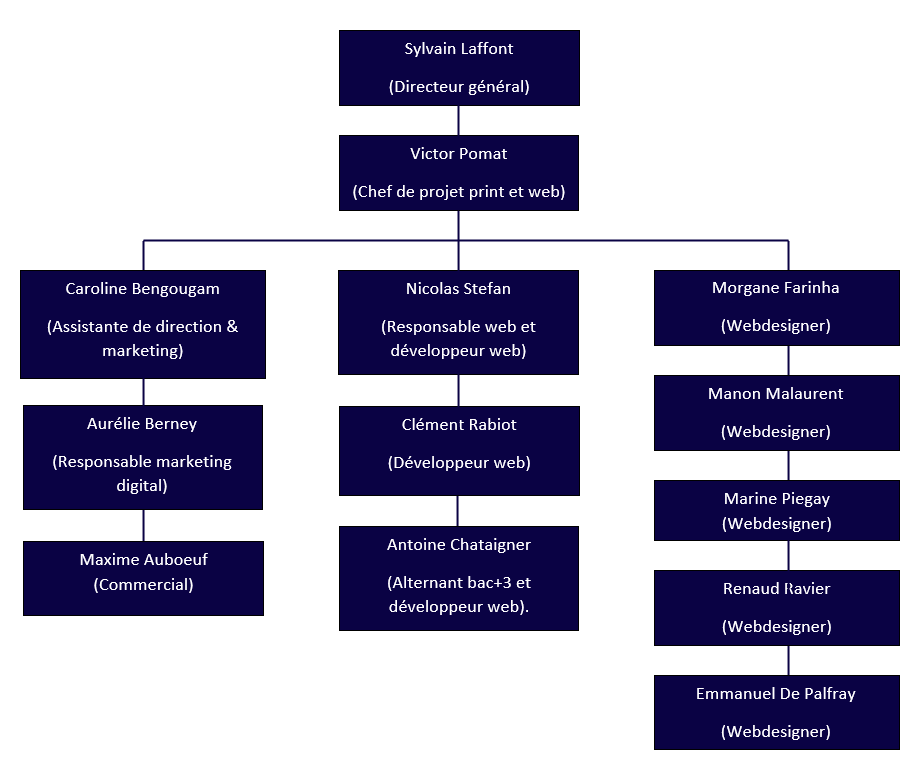 Sylvain Laffont
(Directeur général)
Victor Pomat
(Chef de projet print et web)
Caroline Bengougam
(Assistante de direction &
marketing)
Aurélie Berney
(Responsable marketing
digital)
Maxime Auboeuf
(Commercial)
Nicolas Stefan
(Responsable web et
développeur web)
Clément Rabiot
(Développeur web)
Antoine Chataigner
(Alternant bac+3 et
développeur web).
Morgane Farinha
(Webdesigner)
Manon Malaurent
(Webdesigner)
Marine Piegay
(Webdesigner)
Renaud Ravier
(Webdesigner)
Emmanuel De Palfray
(Webdesigner)